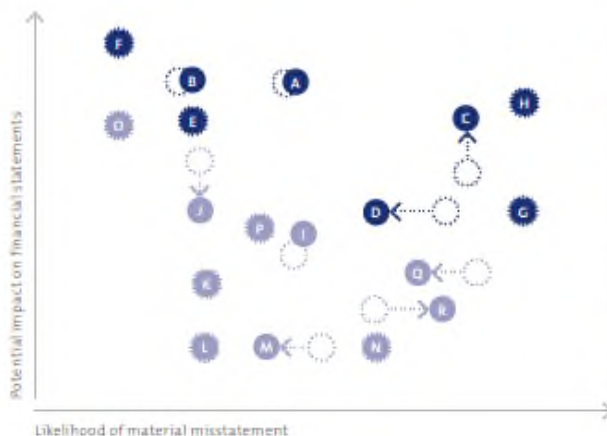 Potential impact on financial statements
F
B
A
H
O
E
C
J
D
G
P
I
K
Q
R
L
M
N
Likelihood of material misstatement